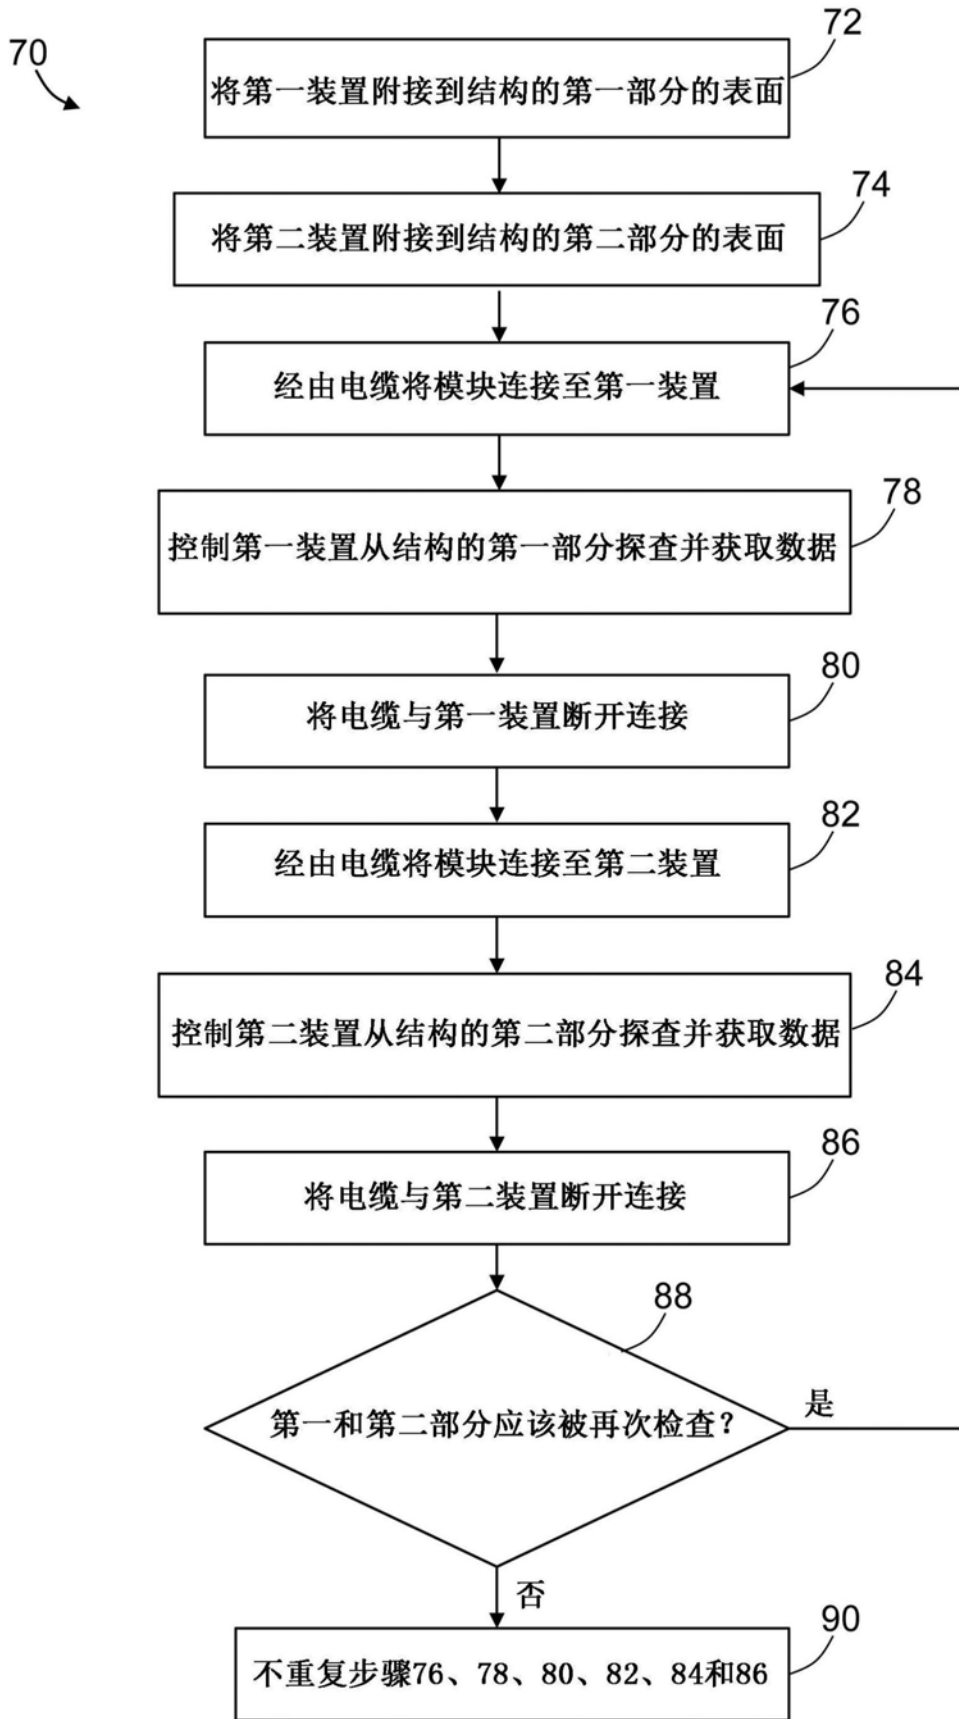 70
72
将第一装置附接到结构的第一部分的表面
74
将第二装置附接到结构的第二部分的表面
76
经由电缆将模块连接至第一装置
78
控制第一装置从结构的第一部分探查并获取数据
80
将电缆与第一装置断开连接
82
经由电缆将模块连接至第二装置
84
控制第二装置从结构的第二部分探查并获取数据
86
将电缆与第二装置断开连接
88
第一和第二部分应该被再次检查?
是
否
90
不重复步骤76、78、80、82、84和86